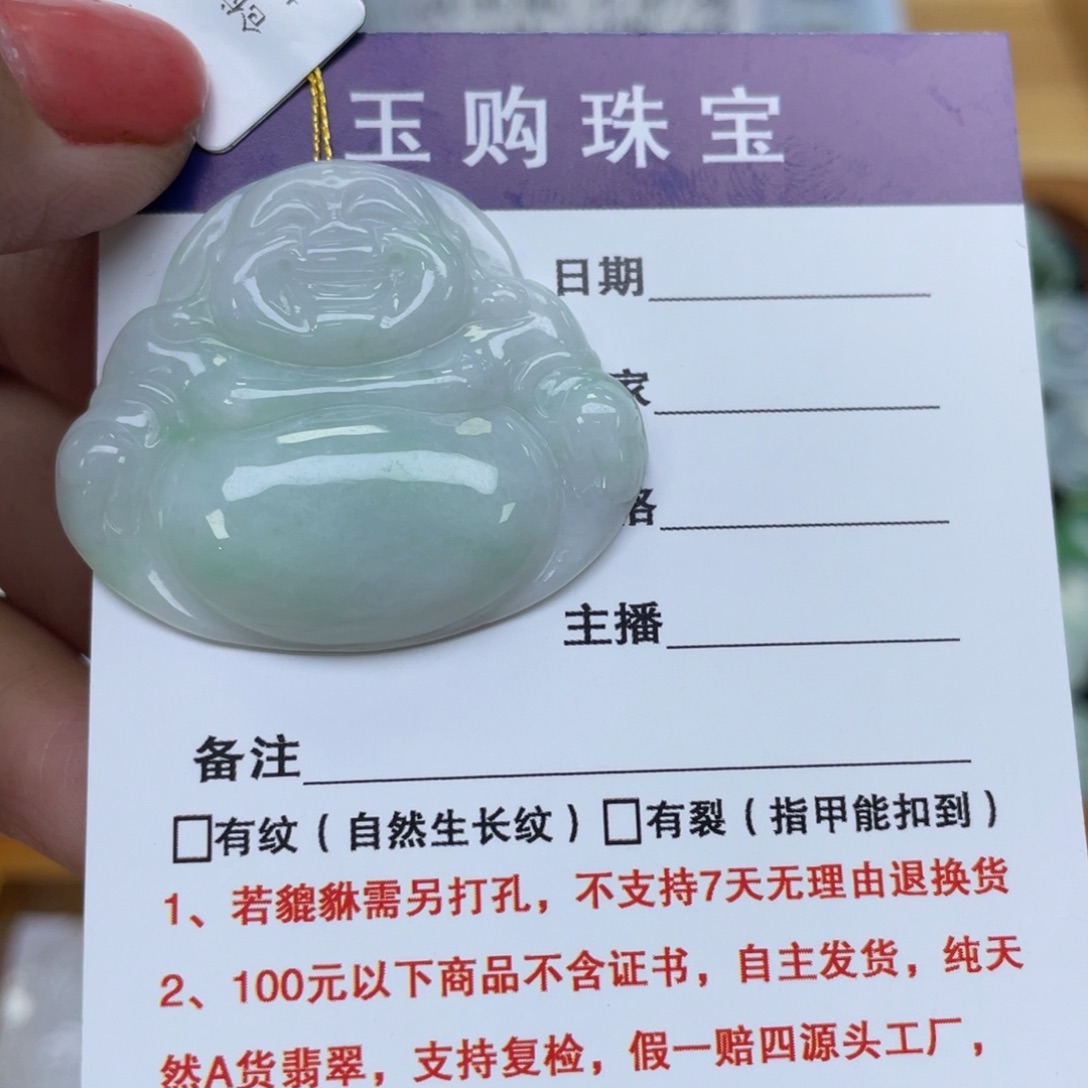 玉购珠宝
日期
家
格
主播
备注
□有纹（自然生长纹）□有裂（指甲能扣到）
1、若貔貅需另打孔，不支持7天无理由退换货
2、100元以下商品不含证书，自主发货，纯天
然A货翡翠，支持复检，假一赔四源头工厂，